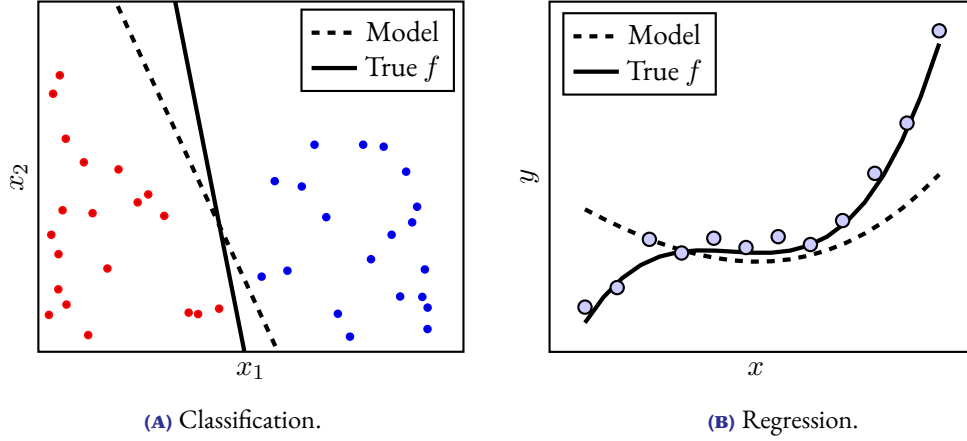 Model
True f
x₂
x₁
(A) Classification.
Model
True f
y
x
(B) Regression.